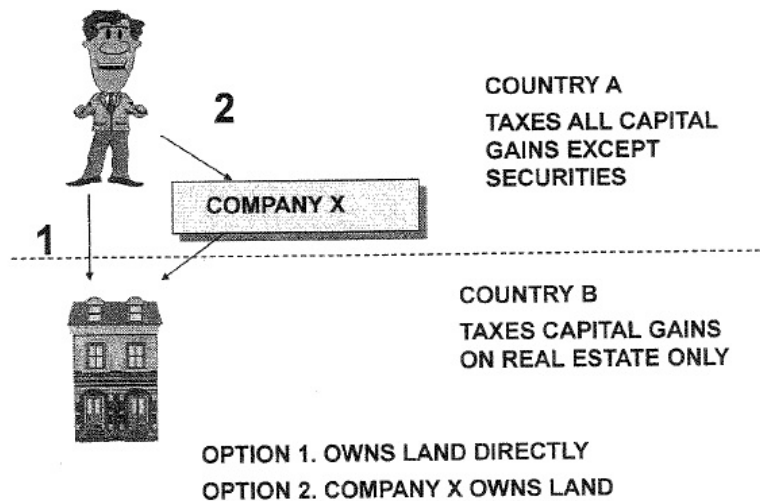 2
COUNTRY A
TAXES ALL CAPITAL
GAINS EXCEPT
SECURITIES
COMPANY X
1
COUNTRY B
TAXES CAPITAL GAINS
ON REAL ESTATE ONLY
OPTION 1. OWNS LAND DIRECTLY
OPTION 2. COMPANY X OWNS LAND